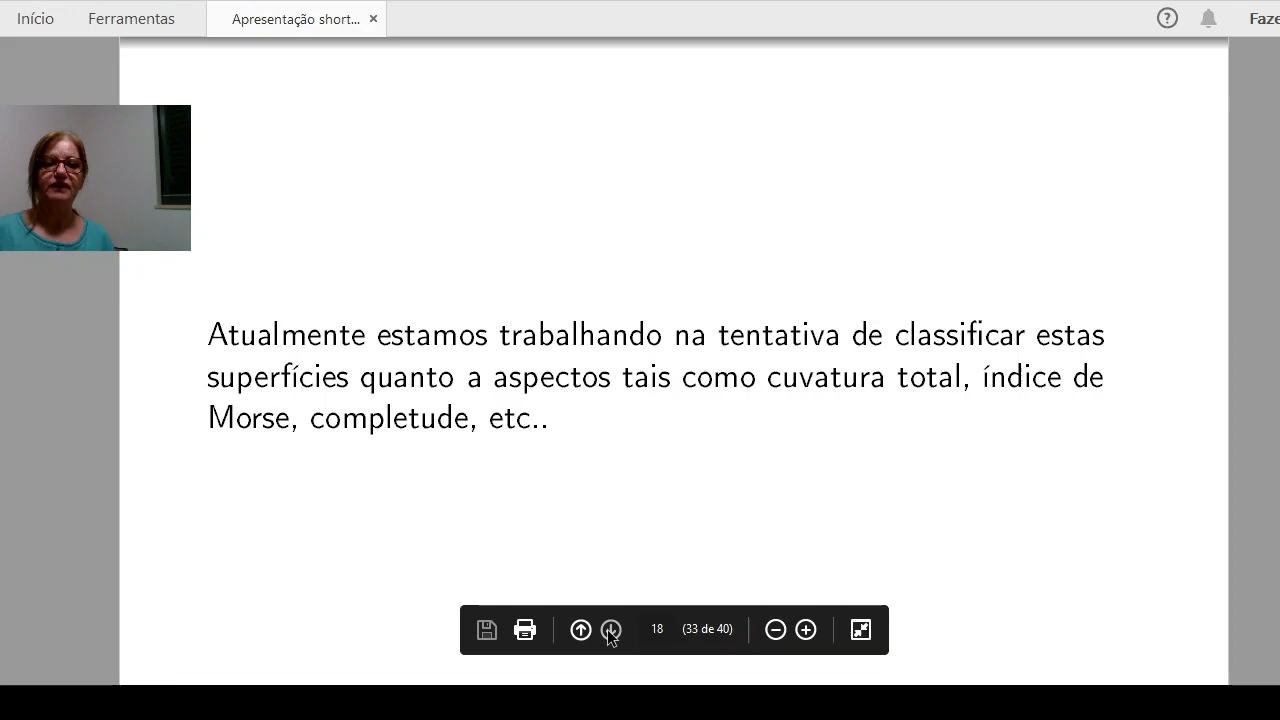 Início Ferramentas Apresentação short... × ? Faze
Atualmente estamos trabalhando na tentativa de classificar estas
superfícies quanto a aspectos tais como cuvatura total, índice de
Morse, completude, etc..
18 (33 de 40)